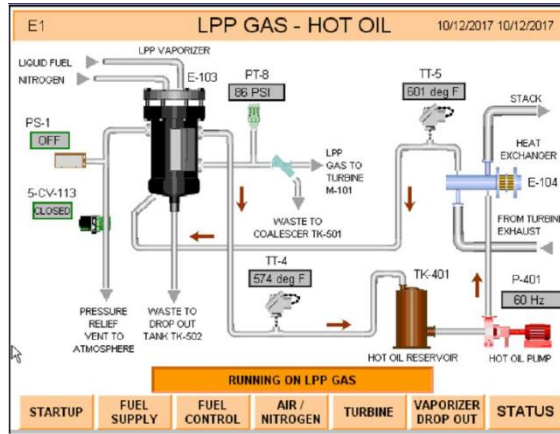 E1
LPP GAS - HOT OIL
10/12/2017 10/12/2017
LPP VAPORIZER
LIQUID FUEL
NITROGEN
E-103
PT-8
86 PSI
TT-5
601 deg F
STACK
PS-1
OFF
HEAT
EXCHANGER
E-104
LPP
GAS TO
TURBINE
M-101
5-CV-113
CLOSED
WASTE TO
COALESCER TK-501
FROM TURBINE
EXHAUST
TT-4
574 deg F
TK-401
P-401
60 Hz
PRESSURE
RELIEF
VENT TO
ATMOSPHERE
WASTE TO
DROP OUT
TANK TK-502
HOT OIL RESERVOIR
HOT OIL PUMP
RUNNING ON LPP GAS
STARTUP
FUEL
SUPPLY
FUEL
CONTROL
AIR /
NITROGEN
TURBINE
VAPORIZER
DROP OUT
STATUS